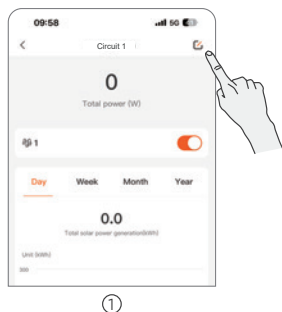 09:58 5G
Circuit 1
0
Total power (W)
1
Day Week Month Year
0.0
Total solar power generation(kWh)
Unit (kWh)
300
①